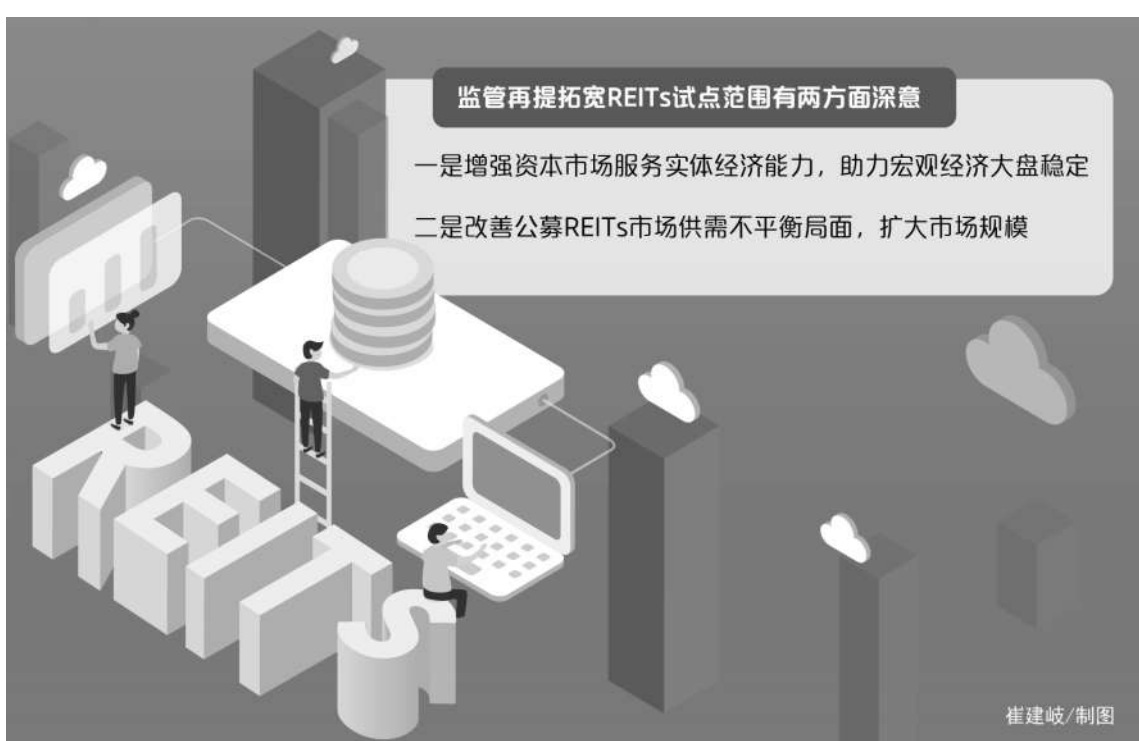 监管再提拓宽REITs试点范围有两方面深意
一是增强资本市场服务实体经济能力，助力宏观经济大盘稳定
二是改善公募REITs市场供需不平衡局面，扩大市场规模
REITs
崔建岐/制图